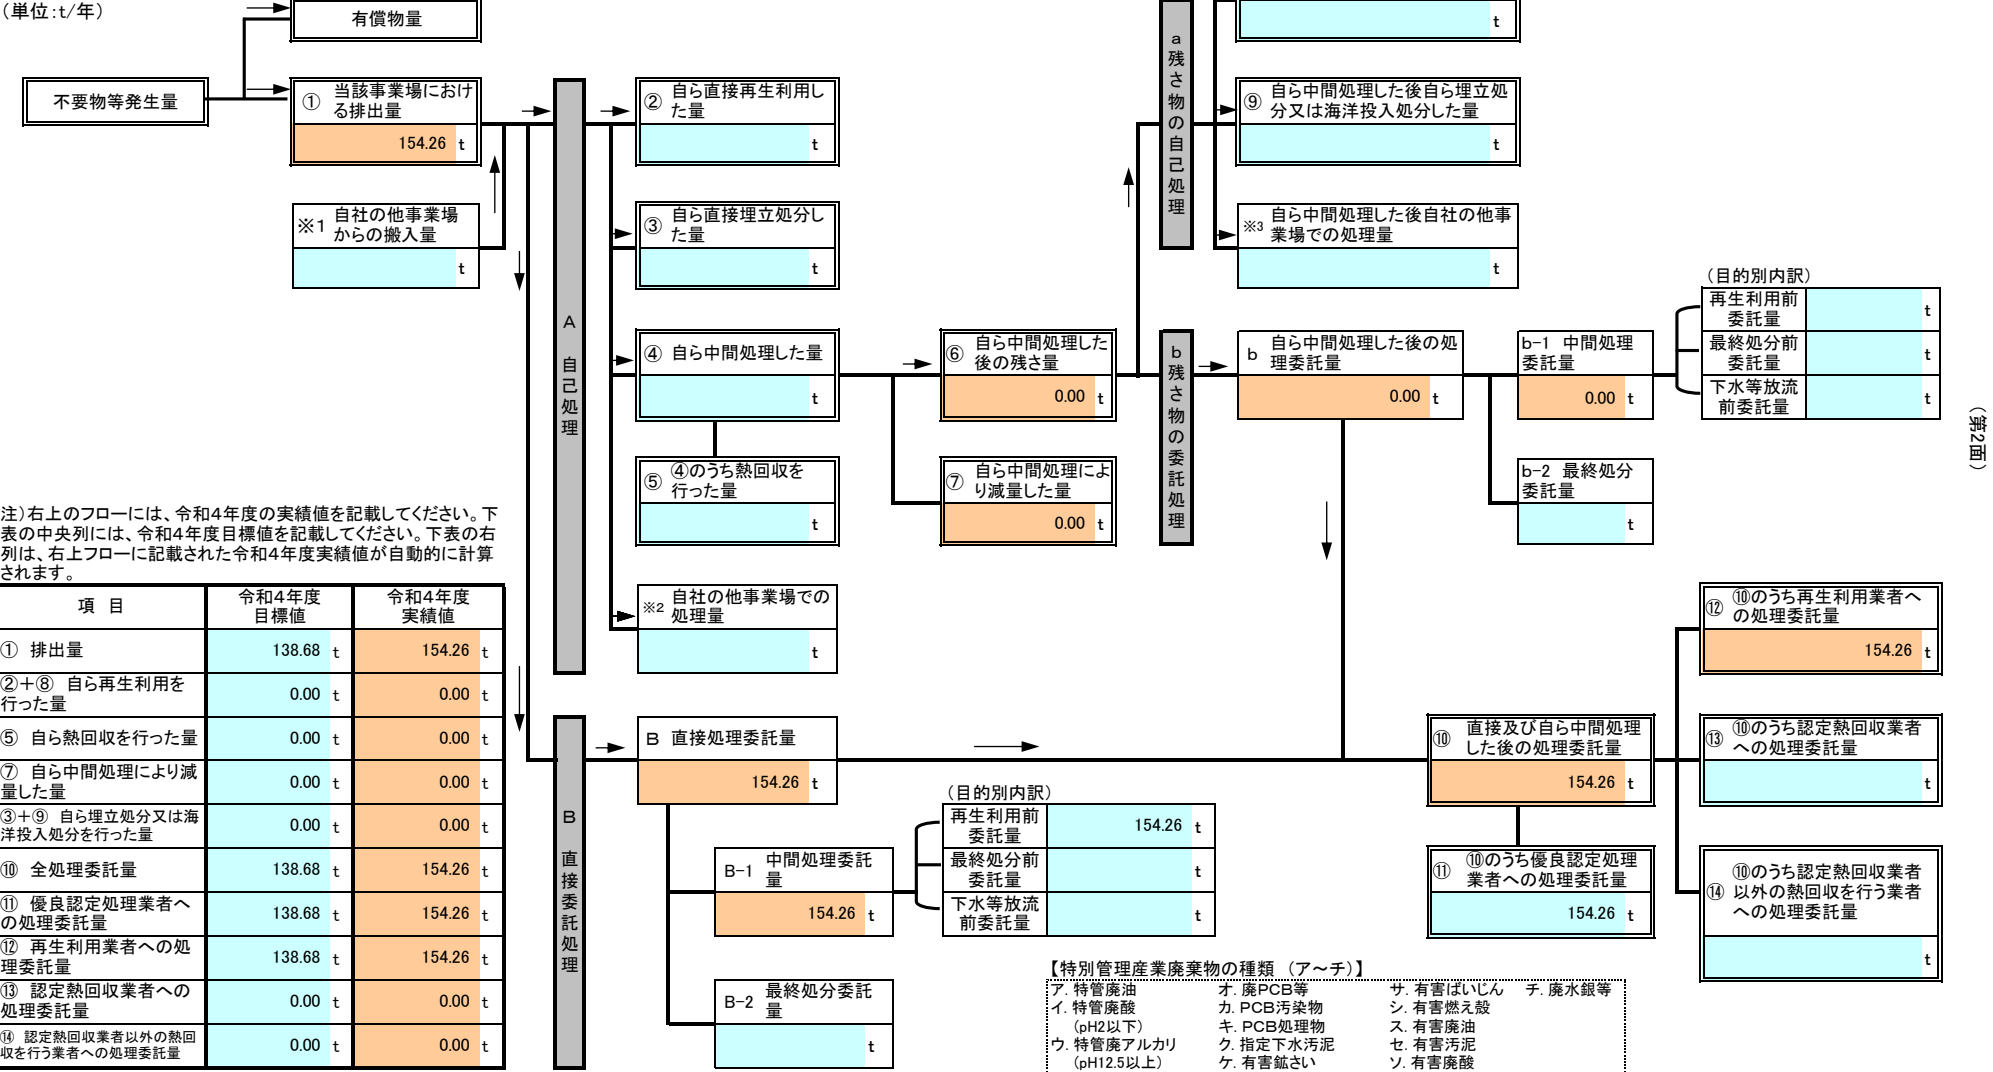 (単位:t/年)
有償物量
不要物等発生量
① 当該事業場におけ
る排出量
154.26 t
※1 自社の他事業場
からの搬入量
t
A 自己処理
② 自ら直接再生利用し
た量
t
③ 自ら直接埋立処分し
た量
t
④ 自ら中間処理した量
t
⑤ ④のうち熱回収を
行った量
t
※2 自社の他事業場での
処理量
t
⑥ 自ら中間処理した
後の残さ量
0.00 t
⑦ 自ら中間処理によ
り減量した量
0.00 t
a 残さ物の自己処理
t
⑨ 自ら中間処理した後自ら埋立処
分又は海洋投入処分した量
t
※3 自ら中間処理した後自社の他事
業場での処理量
t
b 残さ物の委託処理
b 自ら中間処理した後の処
理委託量
0.00 t
b-1 中間処理
委託量
0.00 t
b-2 最終処分
委託量
t
(目的別内訳)
再生利用前
委託量
t
最終処分前
委託量
t
下水等放流
前委託量
t
(第2面)
注)右上のフローには、令和4年度の実績値を記載してください。下
表の中央列には、令和4年度目標値を記載してください。下表の右
列は、右上フローに記載された令和4年度実績値が自動的に計算
されます。
項 目 令和4年度
目標値 令和4年度
実績値
① 排出量 138.68 t 154.26 t
②+⑧ 自ら再生利用を
行った量 0.00 t 0.00 t
⑤ 自ら熱回収を行った量 0.00 t 0.00 t
⑦ 自ら中間処理により減
量した量 0.00 t 0.00 t
③+⑨ 自ら埋立処分又は海
洋投入処分を行った量 0.00 t 0.00 t
⑩ 全処理委託量 138.68 t 154.26 t
⑪ 優良認定処理業者へ
の処理委託量 138.68 t 154.26 t
⑫ 再生利用業者への処
理委託量 138.68 t 154.26 t
⑬ 認定熱回収業者への
処理委託量 0.00 t 0.00 t
⑭ 認定熱回収業者以外の熱回
収を行う業者への処理委託量 0.00 t 0.00 t
B 直接委託処理
B 直接処理委託量
154.26 t
B-1 中間処理委託
量
154.26 t
B-2 最終処分委託
量
t
(目的別内訳)
再生利用前
委託量
154.26 t
最終処分前
委託量
t
下水等放流
前委託量
t
⑩ 直接及び自ら中間処理
した後の処理委託量
154.26 t
⑪ ⑩のうち優良認定処理
業者への処理委託量
154.26 t
⑫ ⑩のうち再生利用業者へ
の処理委託量
154.26 t
⑬ ⑩のうち認定熱回収業者
への処理委託量
t
⑭ ⑩のうち認定熱回収業者
以外の熱回収を行う業者
への処理委託量
t
【特別管理産業廃棄物の種類 (ア~チ)】
ア. 特管廃油 オ. 廃PCB等 サ. 有害ばいじん チ. 廃水銀等
イ. 特管廃酸 カ. PCB汚染物 シ. 有害燃え殻
(pH2以下) キ. PCB処理物 ス. 有害廃油
ウ. 特管廃アルカリ ク. 指定下水汚泥 セ. 有害汚泥
(pH12.5以上) ケ. 有害鉱さい ソ. 有害廃酸